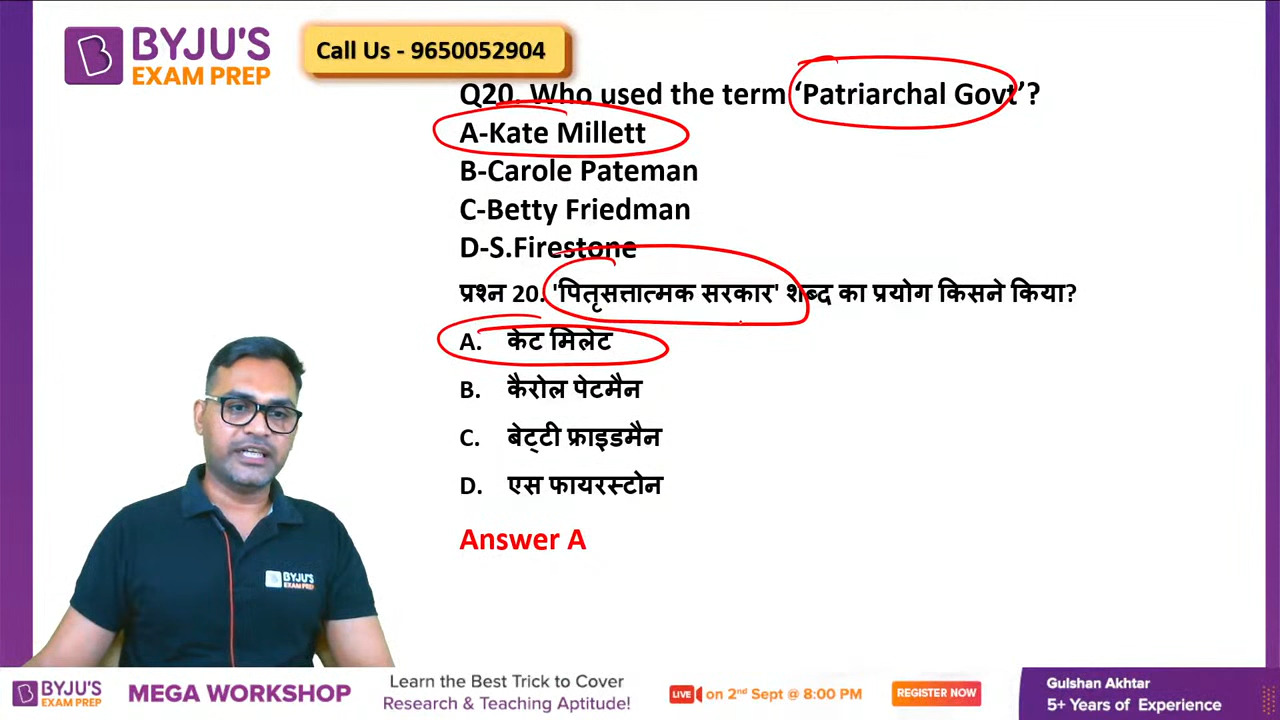 BYJU'S
EXAM PREP
Call Us - 9650052904
Q20. Who used the term ‘Patriarchal Govt’?
A-Kate Millett
B-Carole Pateman
C-Betty Friedman
D-S.Firestone
प्रश्न 20. 'पितृसत्तात्मक सरकार' शब्द का प्रयोग किसने किया?
A. केट मिलेट
B. कैरोल पेटमैन
C. बेट्टी फ्राइडमैन
D. एस फायरस्टोन
Answer A
BYJU'S
EXAM PREP
BYJU'S
EXAM PREP
MEGA WORKSHOP
Learn the Best Trick to Cover
Research & Teaching Aptitude!
LIVE on 2nd Sept @ 8:00 PM
REGISTER NOW
Gulshan Akhtar
5+ Years of Experience